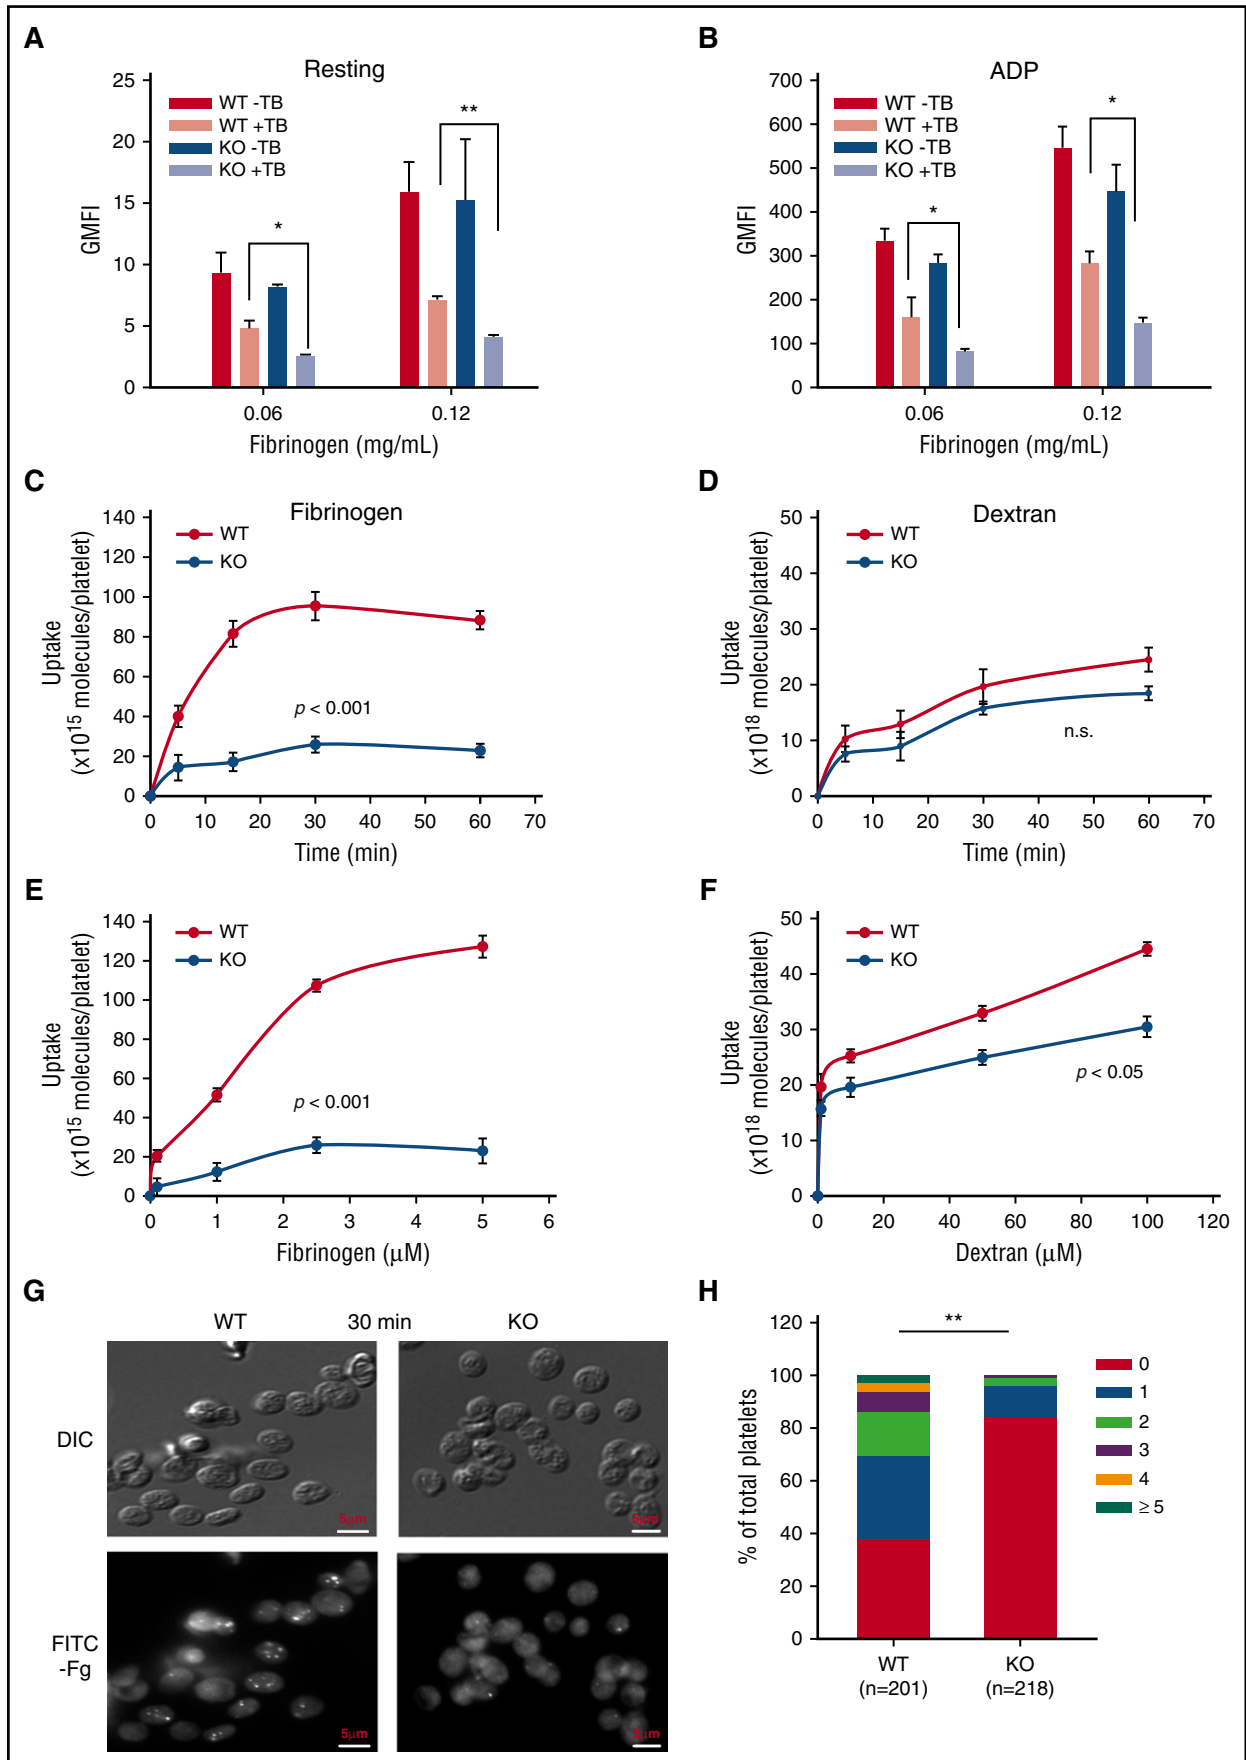 A
Resting
25
20
15
10
5
0
GMFI
WT -TB
WT +TB
KO -TB
KO +TB
*
**
0.06
0.12
Fibrinogen (mg/mL)
B
ADP
700
600
500
400
300
200
100
0
GMFI
WT -TB
WT +TB
KO -TB
KO +TB
*
*
0.06
0.12
Fibrinogen (mg/mL)
C
Fibrinogen
140
120
100
80
60
40
20
0
Uptake
(x10¹⁵ molecules/platelet)
WT
KO
p < 0.001
0 10 20 30 40 50 60 70
Time (min)
D
Dextran
50
40
30
20
10
0
Uptake
(x10¹⁸ molecules/platelet)
WT
KO
n.s.
0 10 20 30 40 50 60 70
Time (min)
E
140
120
100
80
60
40
20
0
Uptake
(x10¹⁵ molecules/platelet)
WT
KO
p < 0.001
0 1 2 3 4 5 6
Fibrinogen (µM)
F
50
40
30
20
10
0
Uptake
(x10¹⁸ molecules/platelet)
WT
KO
p < 0.05
0 20 40 60 80 100 120
Dextran (µM)
G
WT 30 min KO
DIC
5µm
5µm
FITC
-Fg
5µm
5µm
H
120
100
80
60
40
20
0
% of total platelets
**
0
1
2
3
4
≥ 5
WT
(n=201)
KO
(n=218)